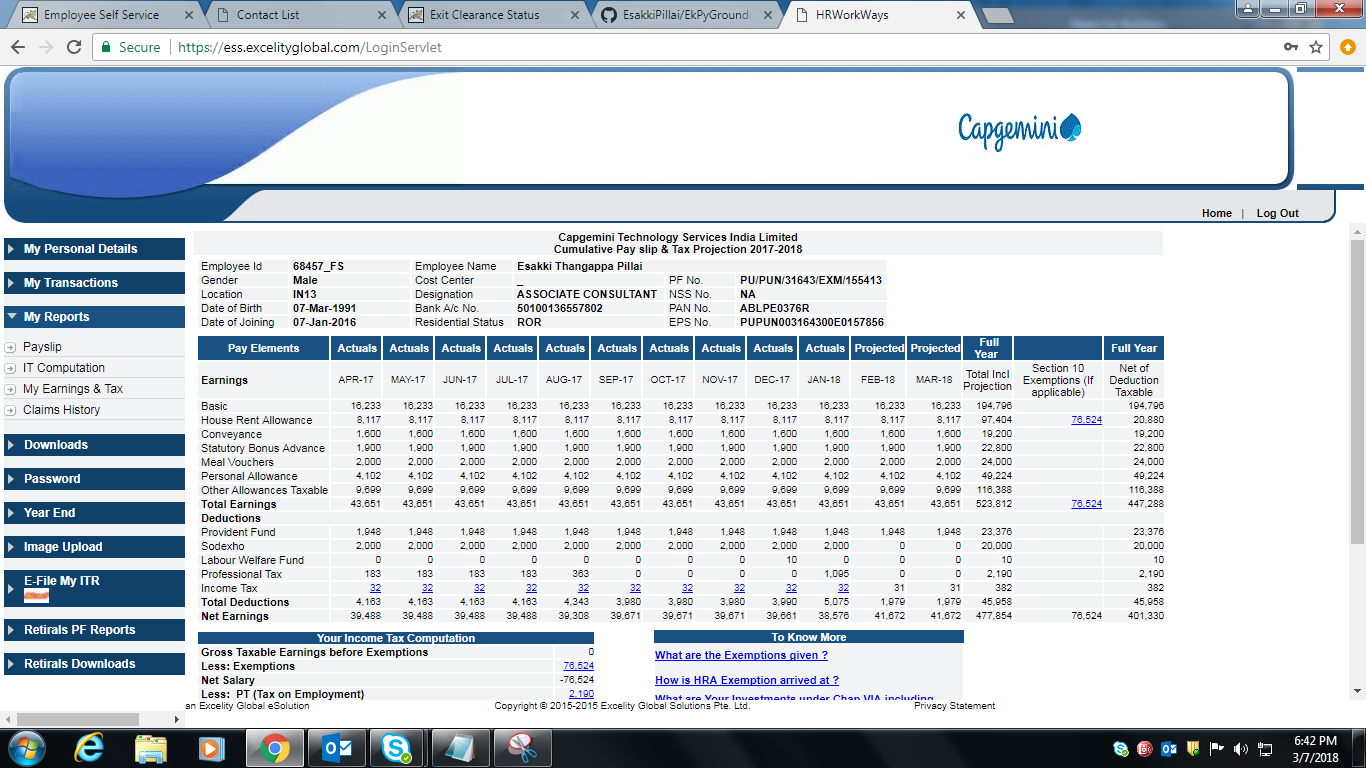 Employee Self Service
Contact List
Exit Clearance Status
EsakkiPillai/EkPyGround
HRWorkWays
Secure
https://ess.excelityglobal.com/LoginServlet
Capgemini
Home | Log Out
My Personal Details
My Transactions
My Reports
Payslip
IT Computation
My Earnings & Tax
Claims History
Downloads
Password
Year End
Image Upload
E-File My ITR
Retirals PF Reports
Retirals Downloads
Capgemini Technology Services India Limited
Cumulative Pay slip & Tax Projection 2017-2018
Employee Id 68457_FS Employee Name Esakki Thangappa Pillai
Gender Male Cost Center _ PF No. PU/PUN/31643/EXM/155413
Location IN13 Designation ASSOCIATE CONSULTANT NSS No. NA
Date of Birth 07-Mar-1991 Bank A/c No. 50100136557802 PAN No. ABLPE0376R
Date of Joining 07-Jan-2016 Residential Status ROR EPS No. PUPUN003164300E0157856
Pay Elements Actuals Actuals Actuals Actuals Actuals Actuals Actuals Actuals Actuals Actuals Projected Projected Full Year Full Year
Earnings APR-17 MAY-17 JUN-17 JUL-17 AUG-17 SEP-17 OCT-17 NOV-17 DEC-17 JAN-18 FEB-18 MAR-18 Total Incl Projection Section 10 Exemptions (If applicable) Net of Deduction Taxable
Basic 16,233 16,233 16,233 16,233 16,233 16,233 16,233 16,233 16,233 16,233 16,233 16,233 194,796 194,796
House Rent Allowance 8,117 8,117 8,117 8,117 8,117 8,117 8,117 8,117 8,117 8,117 8,117 8,117 97,404 76,524 20,880
Conveyance 1,600 1,600 1,600 1,600 1,600 1,600 1,600 1,600 1,600 1,600 1,600 1,600 19,200 19,200
Statutory Bonus Advance 1,900 1,900 1,900 1,900 1,900 1,900 1,900 1,900 1,900 1,900 1,900 1,900 22,800 22,800
Meal Vouchers 2,000 2,000 2,000 2,000 2,000 2,000 2,000 2,000 2,000 2,000 2,000 2,000 24,000 24,000
Personal Allowance 4,102 4,102 4,102 4,102 4,102 4,102 4,102 4,102 4,102 4,102 4,102 4,102 49,224 49,224
Other Allowances Taxable 9,699 9,699 9,699 9,699 9,699 9,699 9,699 9,699 9,699 9,699 9,699 9,699 116,388 116,388
Total Earnings 43,651 43,651 43,651 43,651 43,651 43,651 43,651 43,651 43,651 43,651 43,651 43,651 523,812 76,524 447,288
Deductions
Provident Fund 1,948 1,948 1,948 1,948 1,948 1,948 1,948 1,948 1,948 1,948 1,948 1,948 23,376 23,376
Sodexho 2,000 2,000 2,000 2,000 2,000 2,000 2,000 2,000 2,000 2,000 0 0 20,000 20,000
Labour Welfare Fund 0 0 0 0 0 0 0 0 10 0 0 0 10 10
Professional Tax 183 183 183 183 363 0 0 0 0 1,095 0 0 2,190 2,190
Income Tax 32 32 32 32 32 32 32 32 32 32 31 31 382 382
Total Deductions 4,163 4,163 4,163 4,163 4,343 3,980 3,980 3,980 3,990 5,075 1,979 1,979 45,958 45,958
Net Earnings 39,488 39,488 39,488 39,488 39,308 39,671 39,671 39,671 39,661 38,576 41,672 41,672 477,854 76,524 401,330
Your Income Tax Computation
Gross Taxable Earnings before Exemptions 0
Less: Exemptions 76,524
Net Salary -76,524
Less: PT (Tax on Employment) 2,190
To Know More
What are the Exemptions given ?
How is HRA Exemption arrived at ?
What are Your Investments under Chap VIA including
an Excelity Global eSolution
Copyright © 2015-2015 Excelity Global Solutions Pte. Ltd.
Privacy Statement
6:42 PM
3/7/2018